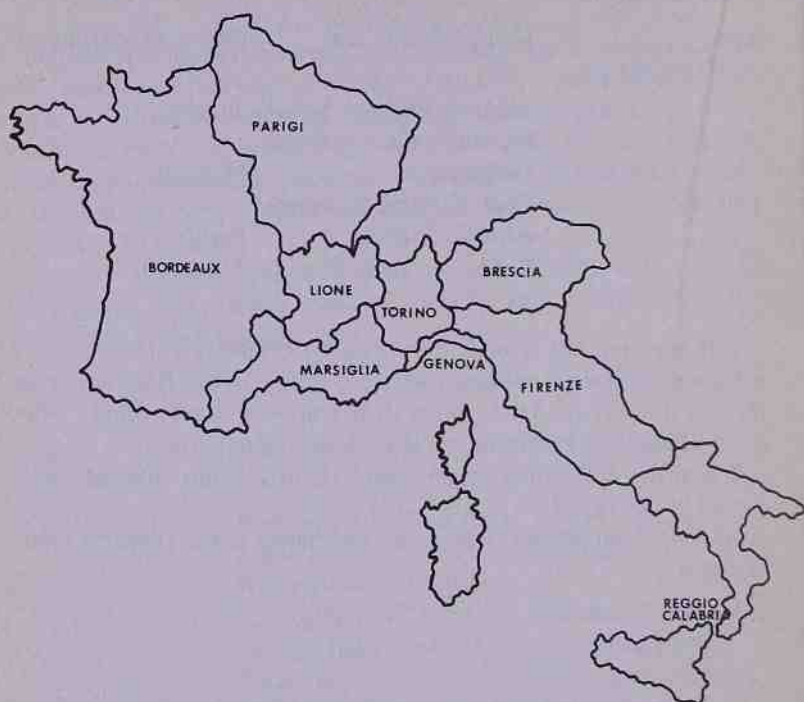 PARIGI
BORDEAUX
LIONE
BRESCIA
TORINO
MARSIGLIA
GENOVA
FIRENZE
REGGIO
CALABRIA